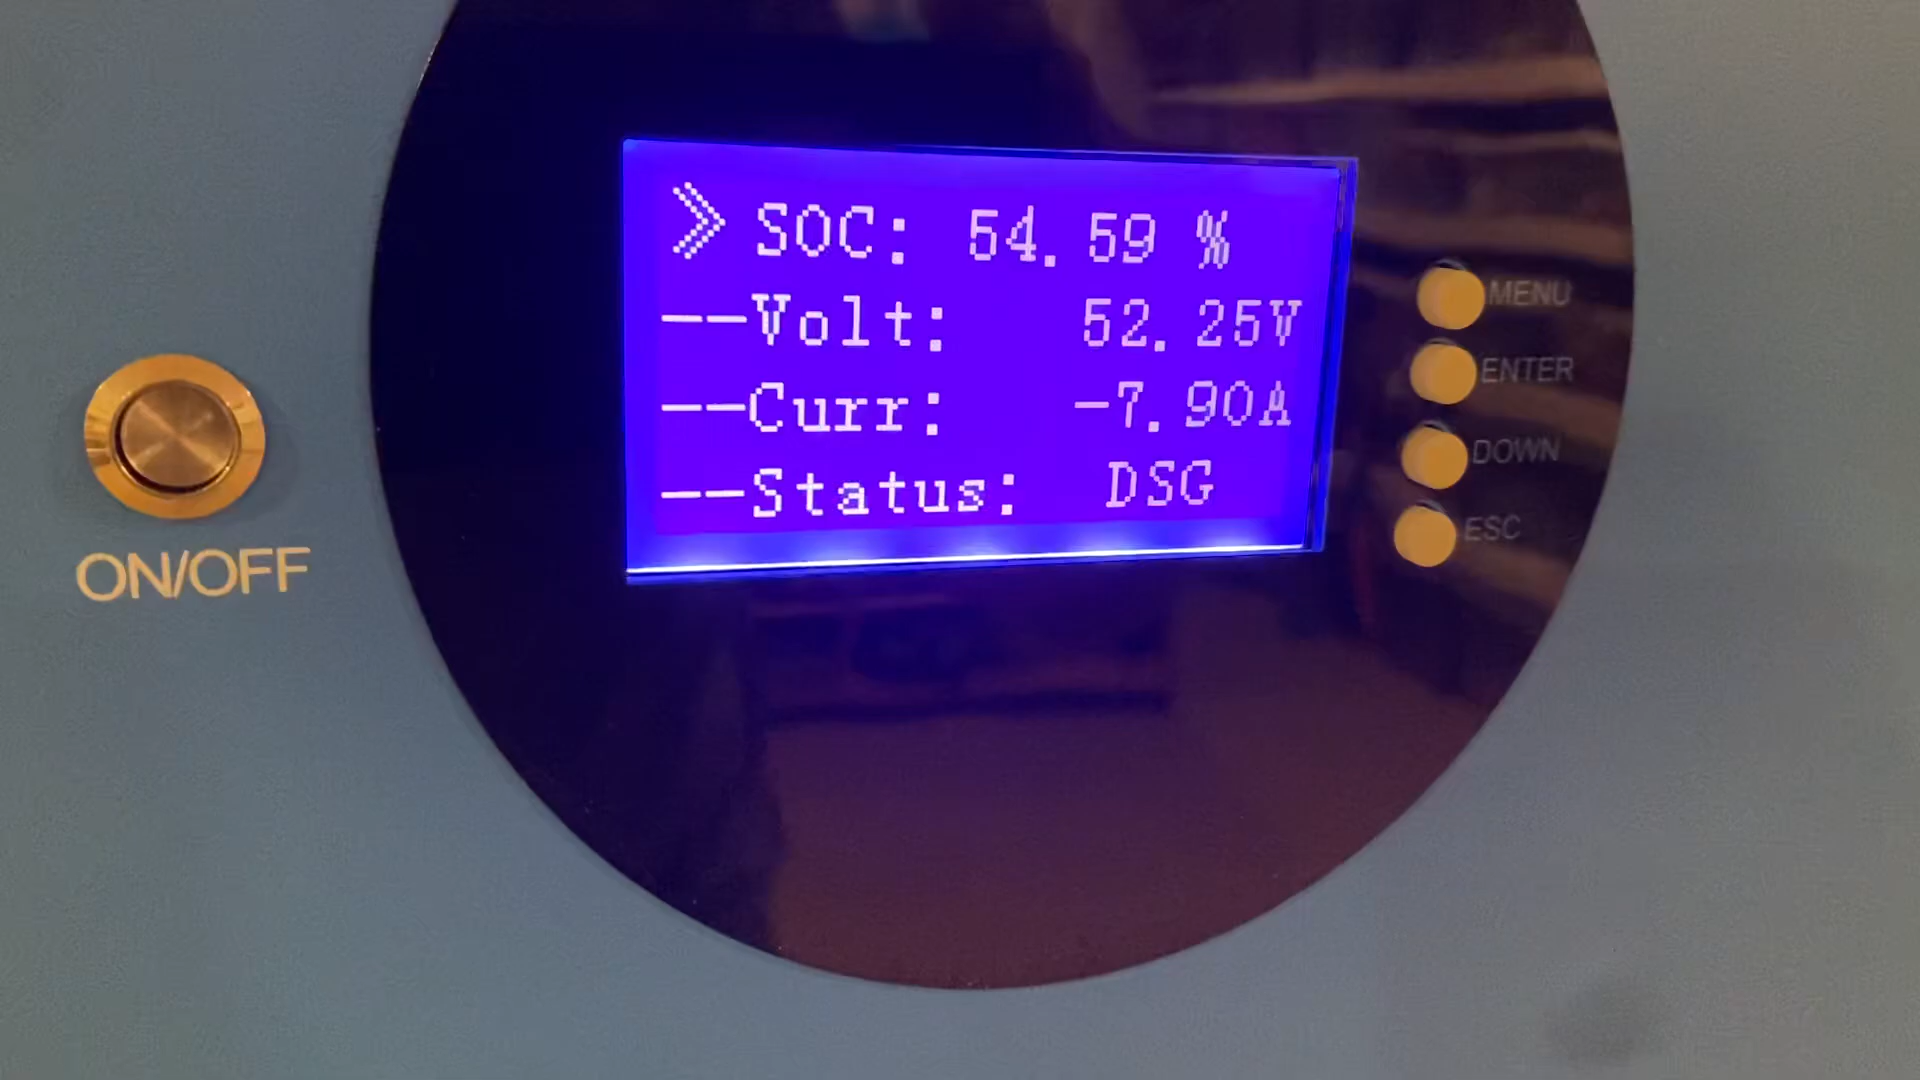 SOC: 54.59 %
--Volt: 52.25V
--Curr: -7.90A
--Status: DSG
MENU
ENTER
DOWN
ESC
ON/OFF